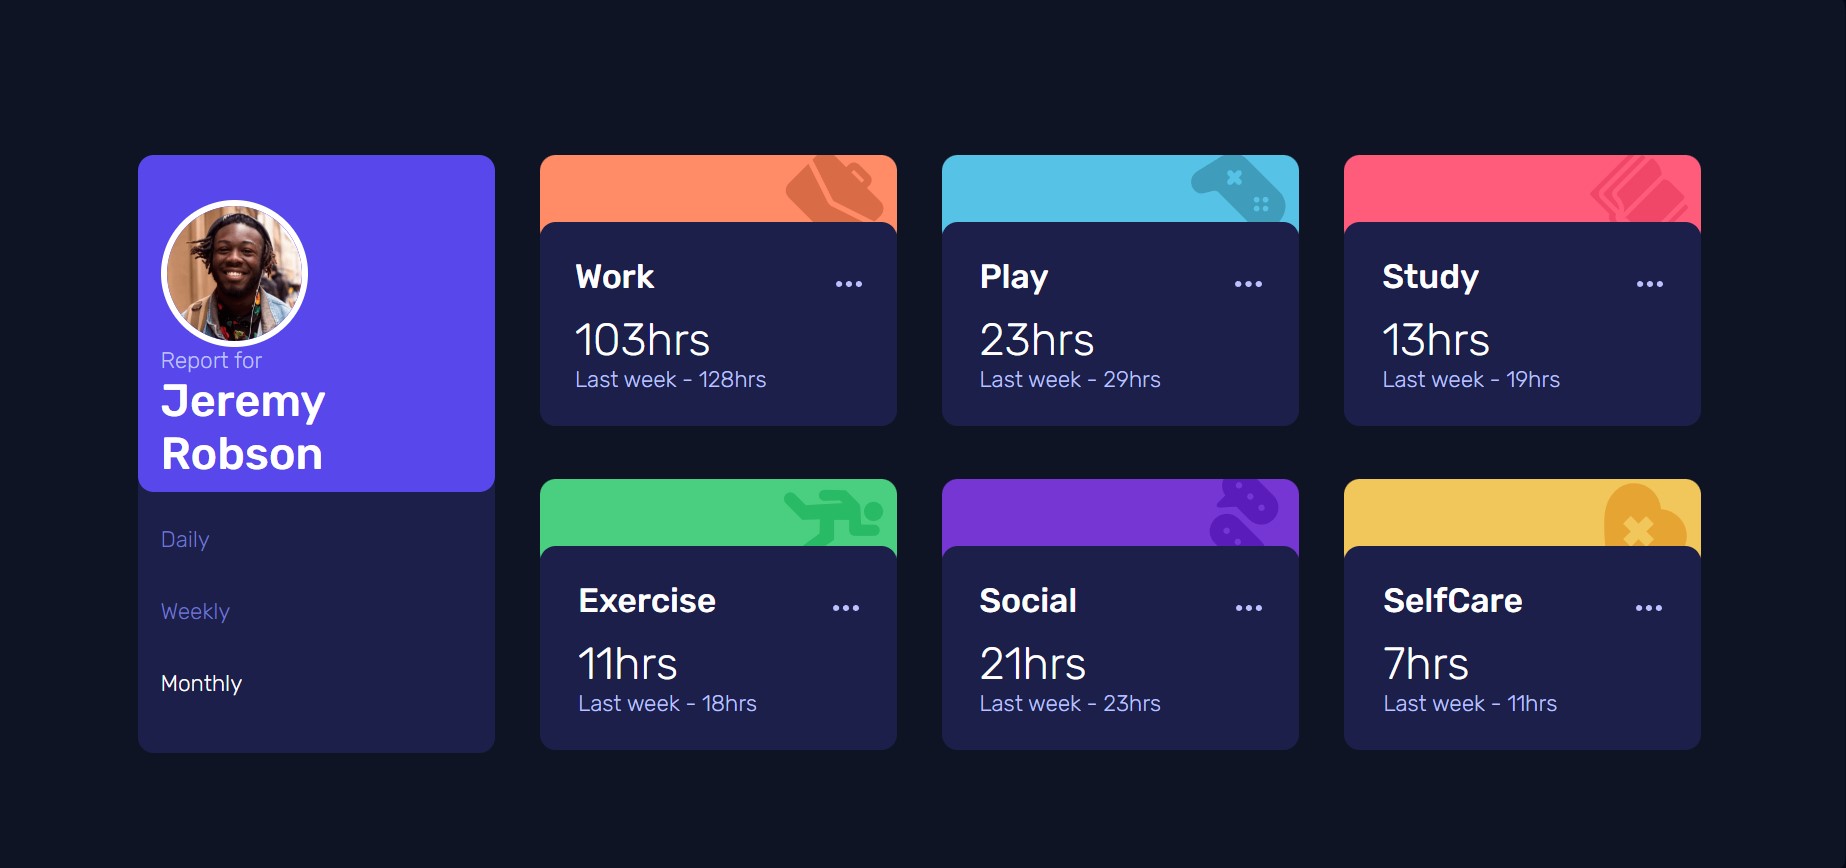 Report for
Jeremy
Robson
Daily
Weekly
Monthly
Work
103hrs
Last week - 128hrs
Play
23hrs
Last week - 29hrs
Study
13hrs
Last week - 19hrs
Exercise
11hrs
Last week - 18hrs
Social
21hrs
Last week - 23hrs
SelfCare
7hrs
Last week - 11hrs